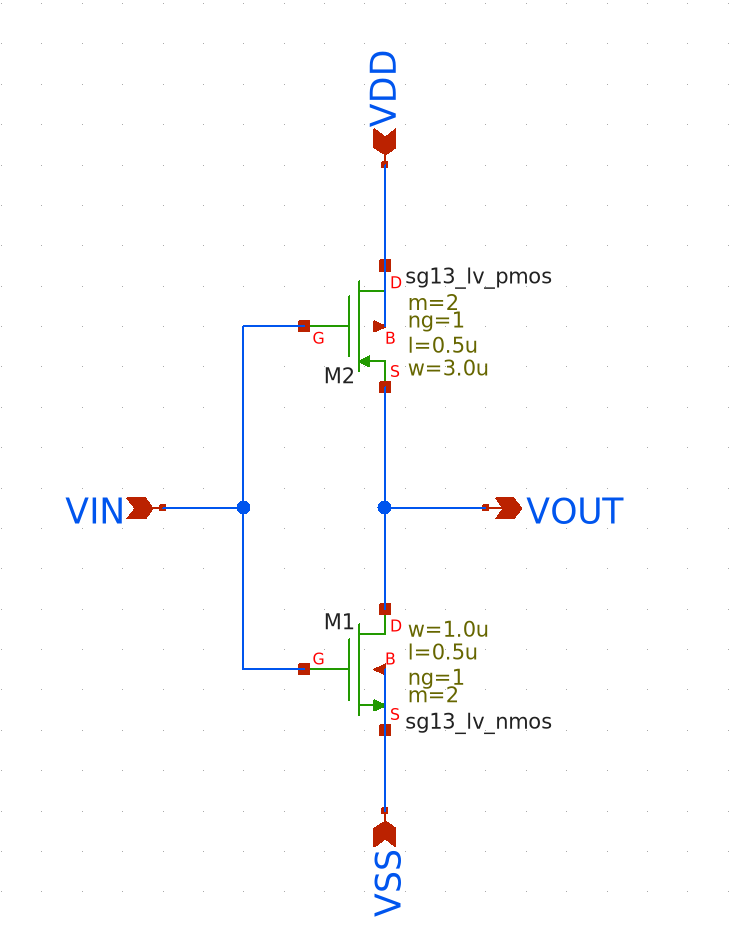 VDD
D
sg13_lv_pmos
m=2
ng=1
G
B
l=0.5u
M2
S
w=3.0u
VIN
VOUT
M1
D
w=1.0u
G
B
l=0.5u
ng=1
m=2
S
sg13_lv_nmos
VSS